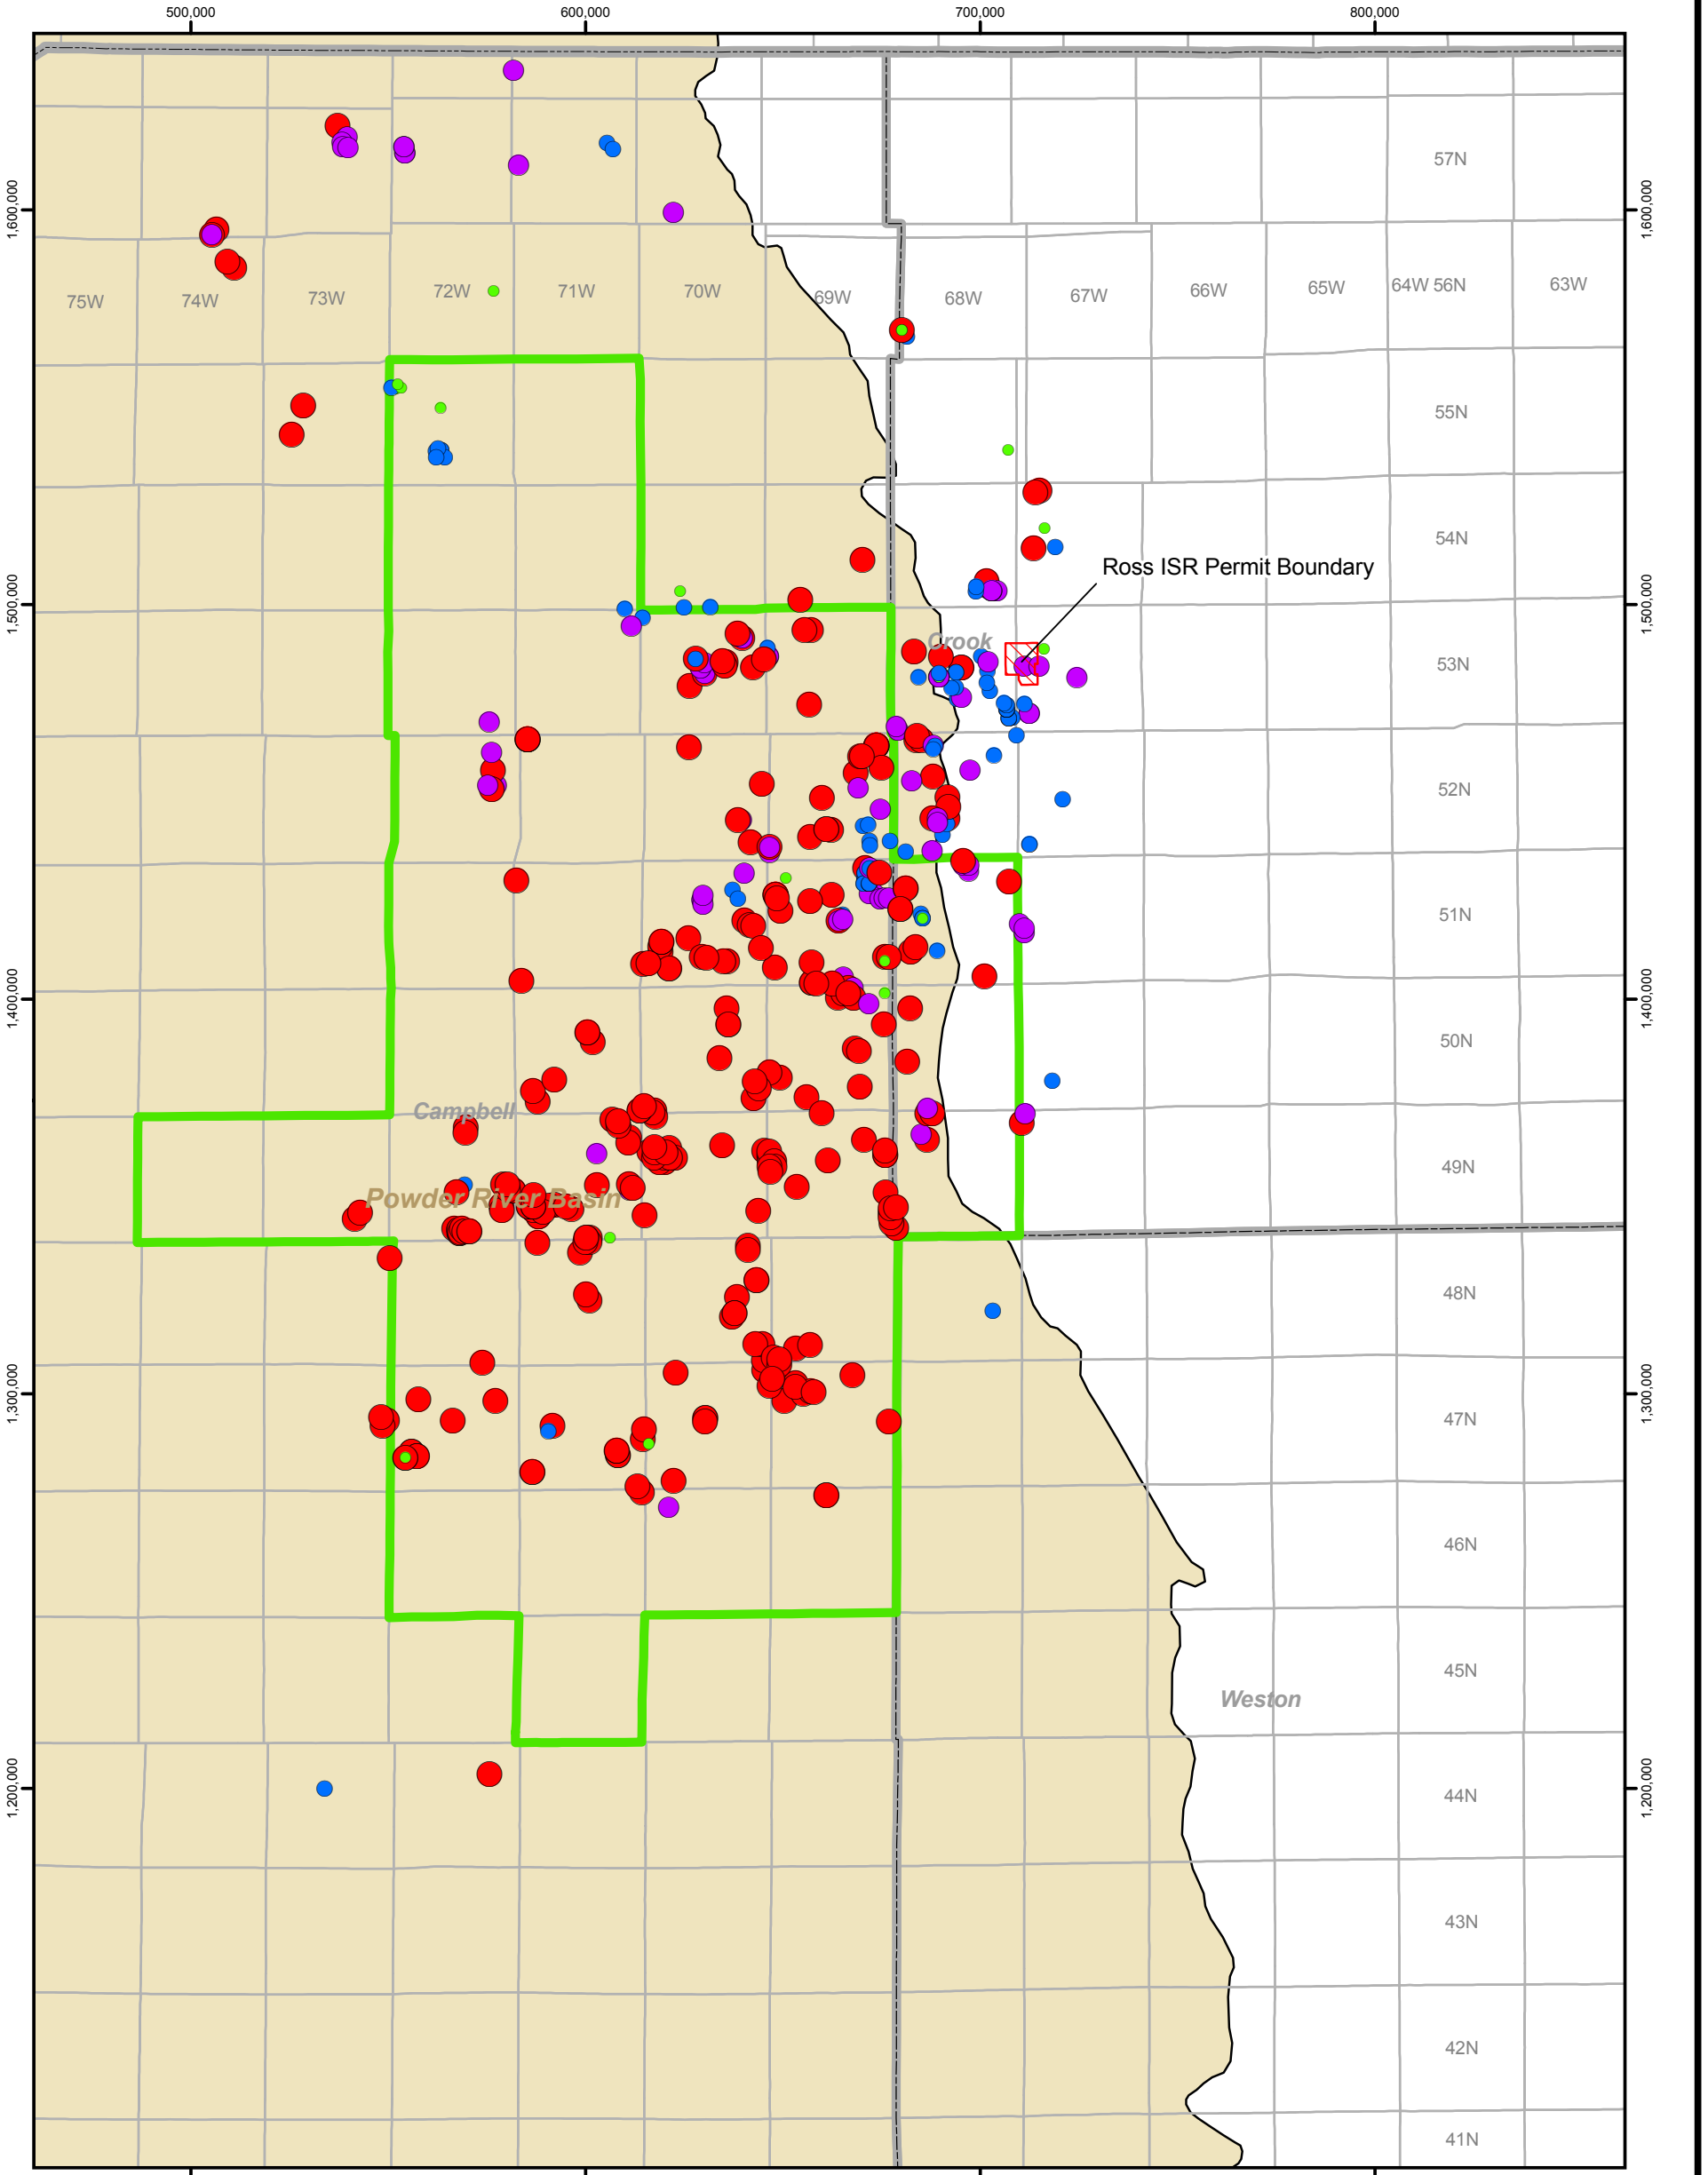 500,000 600,000 700,000 800,000
57N
1,600,000 1,600,000
75W 74W 73W 72W 71W 70W 69W 68W 67W 66W 65W 64W 56N 63W
55N
54N
Ross ISR Permit Boundary
1,500,000 1,500,000
Crook
53N
52N
51N
1,400,000 1,400,000
50N
Campbell
49N
Powder River Basin
48N
1,300,000 1,300,000
47N
46N
45N
Weston
1,200,000 1,200,000
44N
43N
42N
41N